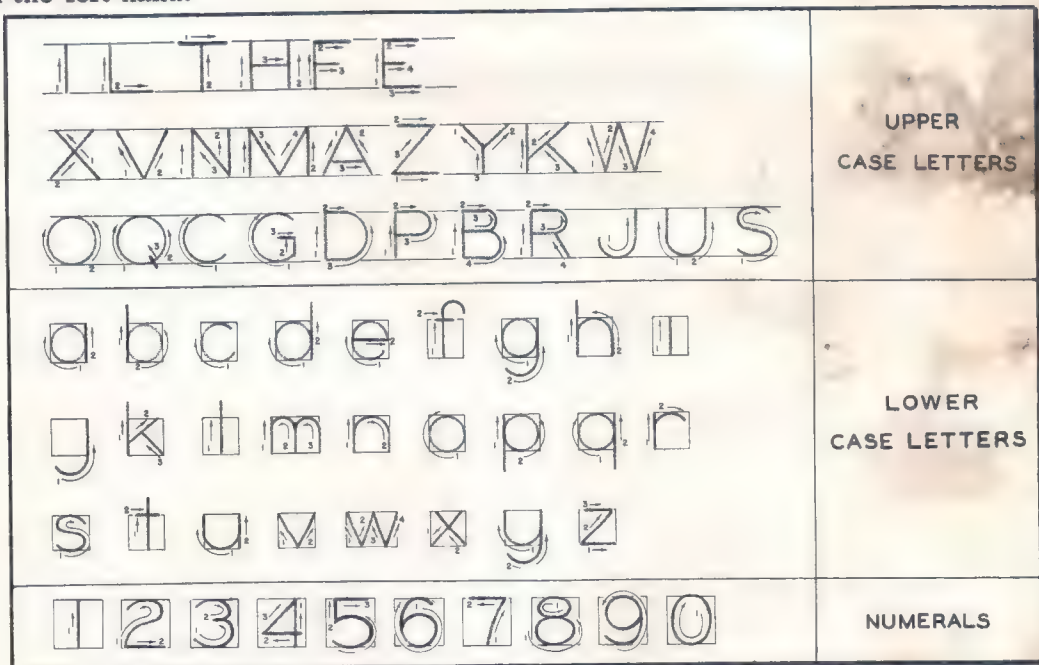 I L T H F E
X V N M A Z Y K W
O Q C G D P B R J U S
UPPER
CASE LETTERS
a b c d e f g h i
j k l m n o p q r
s t u v w x y z
LOWER
CASE LETTERS
1 2 3 4 5 6 7 8 9 0
NUMERALS